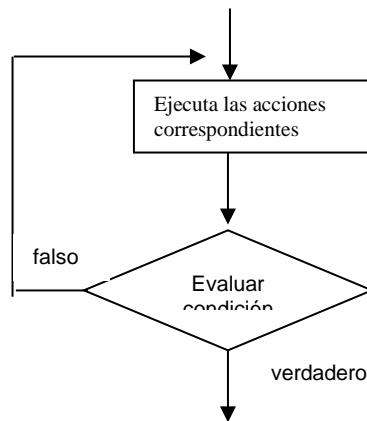 Ejecuta las acciones
correspondientes
falso
Evaluar
condición
verdadero